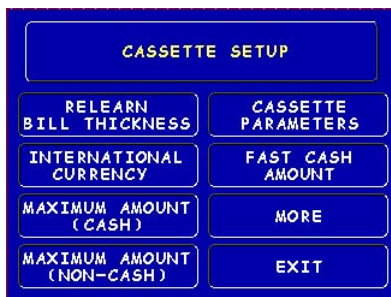 CASSETTE SETUP
RELEARN
BILL THICKNESS
CASSETTE
PARAMETERS
INTERNATIONAL
CURRENCY
FAST CASH
AMOUNT
MAXIMUM AMOUNT
(CASH)
MORE
MAXIMUM AMOUNT
(NON-CASH)
EXIT